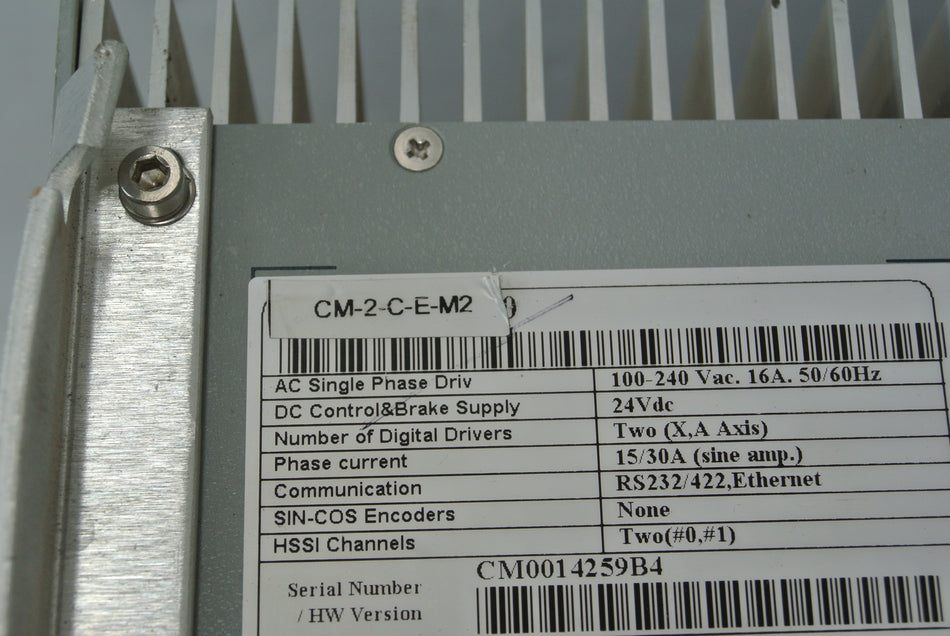 CM-2-C-E-M2 0
AC Single Phase Driv 100-240 Vac. 16A. 50/60Hz
DC Control&Brake Supply 24Vdc
Number of Digital Drivers Two (X,A Axis)
Phase current 15/30A (sine amp.)
Communication RS232/422,Ethernet
SIN-COS Encoders None
HSSI Channels Two(#0,#1)
Serial Number CM0014259B4
/ HW Version